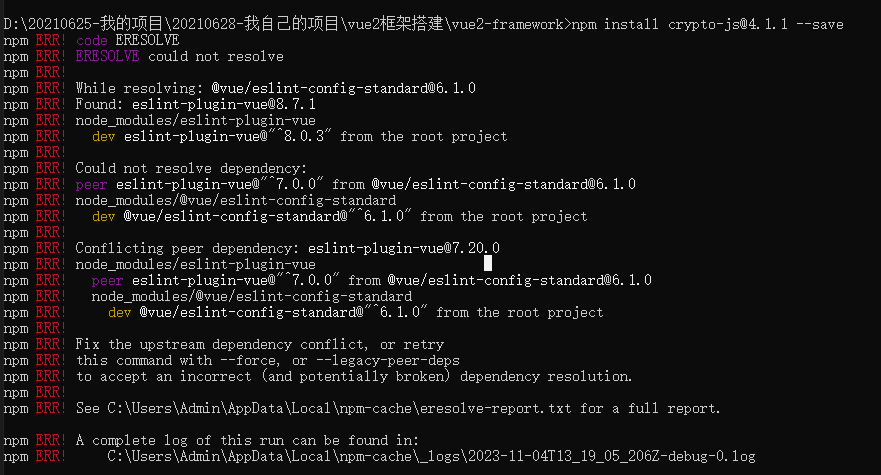 D:\20210625-我的项目\20210628-我自己的项目\vue2框架搭建\vue2-framework>npm install crypto-js@4.1.1 --save
npm ERR! code ERESOLVE
npm ERR! ERESOLVE could not resolve
npm ERR!
npm ERR! While resolving: @vue/eslint-config-standard@6.1.0
npm ERR! Found: eslint-plugin-vue@8.7.1
npm ERR! node_modules/eslint-plugin-vue
npm ERR!   dev eslint-plugin-vue@"^8.0.3" from the root project
npm ERR!
npm ERR! Could not resolve dependency:
npm ERR! peer eslint-plugin-vue@"^7.0.0" from @vue/eslint-config-standard@6.1.0
npm ERR! node_modules/@vue/eslint-config-standard
npm ERR!   dev @vue/eslint-config-standard@"^6.1.0" from the root project
npm ERR!
npm ERR! Conflicting peer dependency: eslint-plugin-vue@7.20.0
npm ERR! node_modules/eslint-plugin-vue
npm ERR!   peer eslint-plugin-vue@"^7.0.0" from @vue/eslint-config-standard@6.1.0
npm ERR!   node_modules/@vue/eslint-config-standard
npm ERR!     dev @vue/eslint-config-standard@"^6.1.0" from the root project
npm ERR!
npm ERR! Fix the upstream dependency conflict, or retry
npm ERR! this command with --force, or --legacy-peer-deps
npm ERR! to accept an incorrect (and potentially broken) dependency resolution.
npm ERR!
npm ERR! See C:\Users\Admin\AppData\Local\npm-cache\eresolve-report.txt for a full report.

npm ERR! A complete log of this run can be found in:
npm ERR!     C:\Users\Admin\AppData\Local\npm-cache\_logs\2023-11-04T13_19_05_206Z-debug-0.log